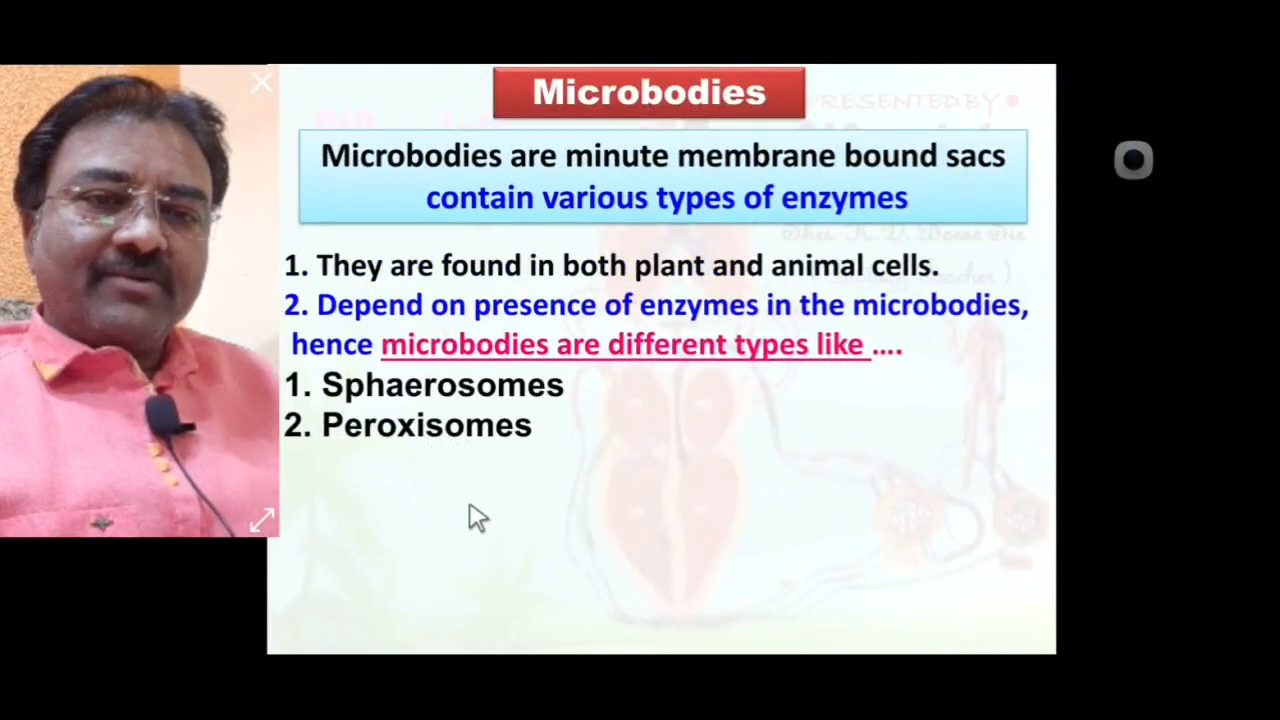 Microbodies
PRESENTED BY
Microbodies are minute membrane bound sacs
contain various types of enzymes
1. They are found in both plant and animal cells.
2. Depend on presence of enzymes in the microbodies,
hence microbodies are different types like ....
1. Sphaerosomes
2. Peroxisomes